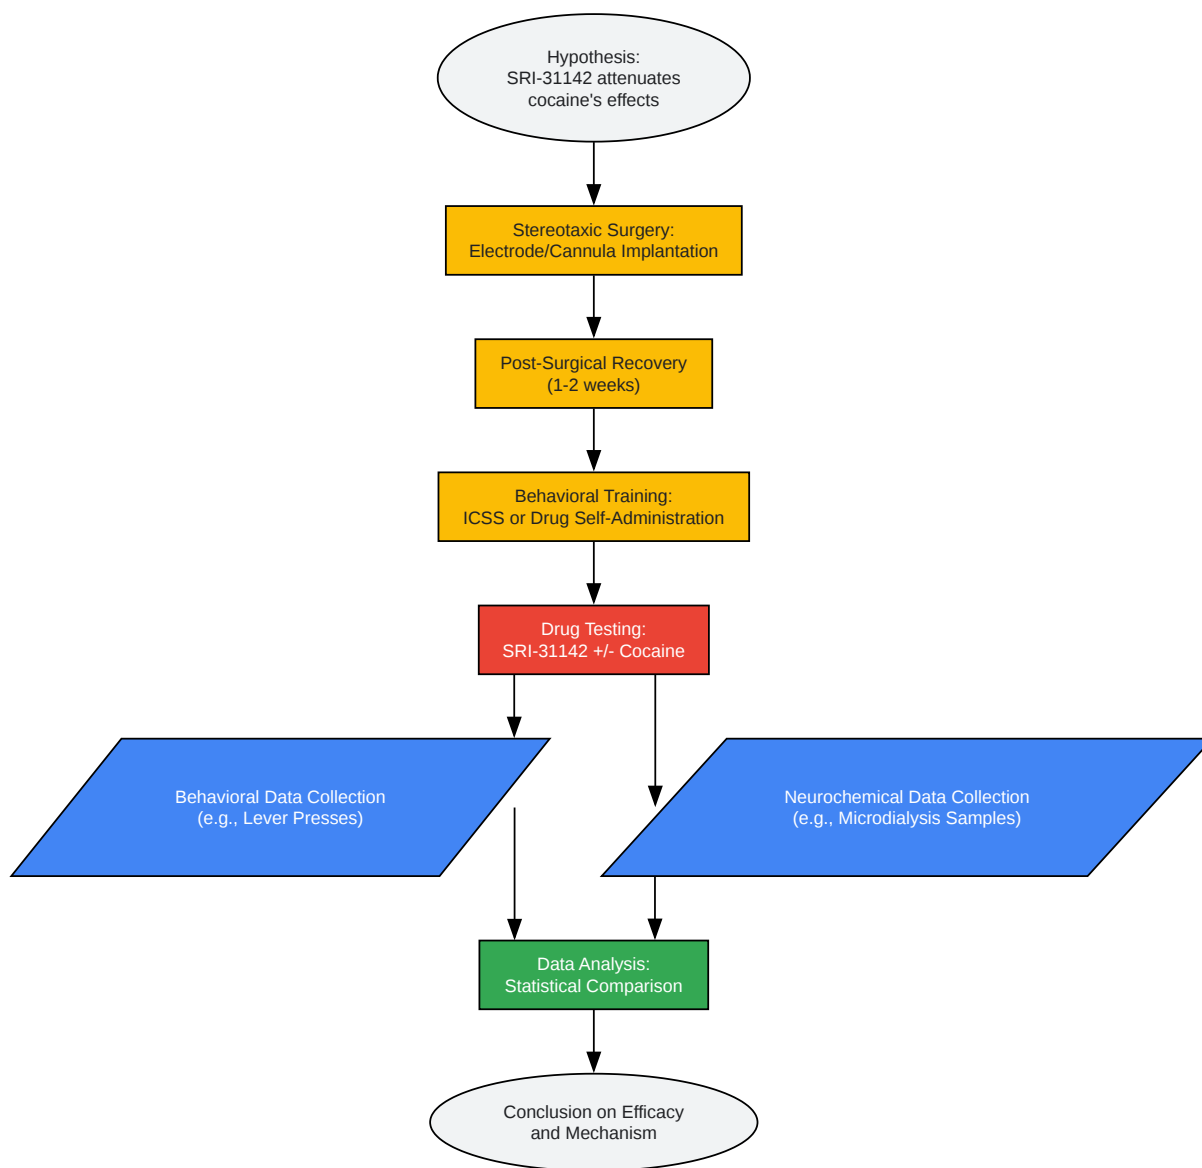 Hypothesis:
SRI-31142 attenuates
cocaine's effects
Stereotaxic Surgery:
Electrode/Cannula Implantation
Post-Surgical Recovery
(1-2 weeks)
Behavioral Training:
ICSS or Drug Self-Administration
Drug Testing:
SRI-31142 +/- Cocaine
Behavioral Data Collection
(e.g., Lever Presses)
Neurochemical Data Collection
(e.g., Microdialysis Samples)
Data Analysis:
Statistical Comparison
Conclusion on Efficacy
and Mechanism